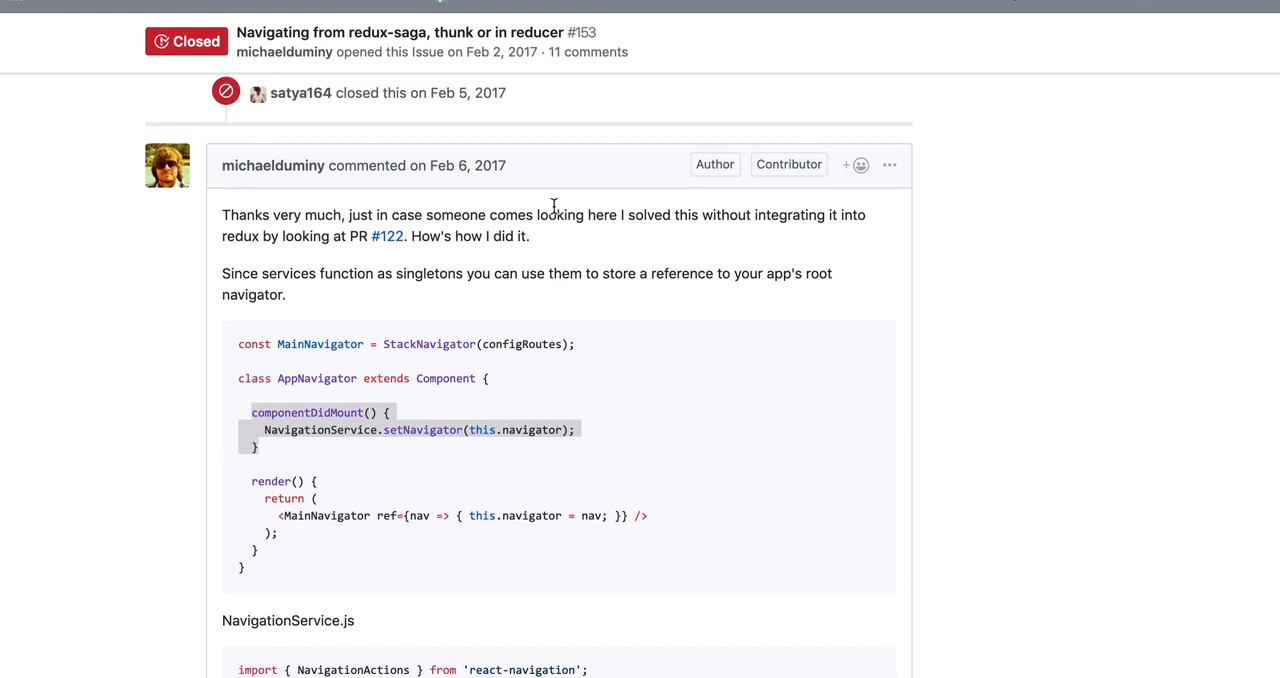 Closed
Navigating from redux-saga, thunk or in reducer #153
michaelduminy opened this Issue on Feb 2, 2017 · 11 comments
satya164 closed this on Feb 5, 2017
michaelduminy commented on Feb 6, 2017
Author
Contributor
Thanks very much, just in case someone comes looking here I solved this without integrating it into
redux by looking at PR #122. How's how I did it.
Since services function as singletons you can use them to store a reference to your app's root
navigator.
const MainNavigator = StackNavigator(configRoutes);
class AppNavigator extends Component {
componentDidMount() {
NavigationService.setNavigator(this.navigator);
}
render() {
return (
<MainNavigator ref={nav => { this.navigator = nav; }} />
);
}
}
NavigationService.js
import { NavigationActions } from 'react-navigation';